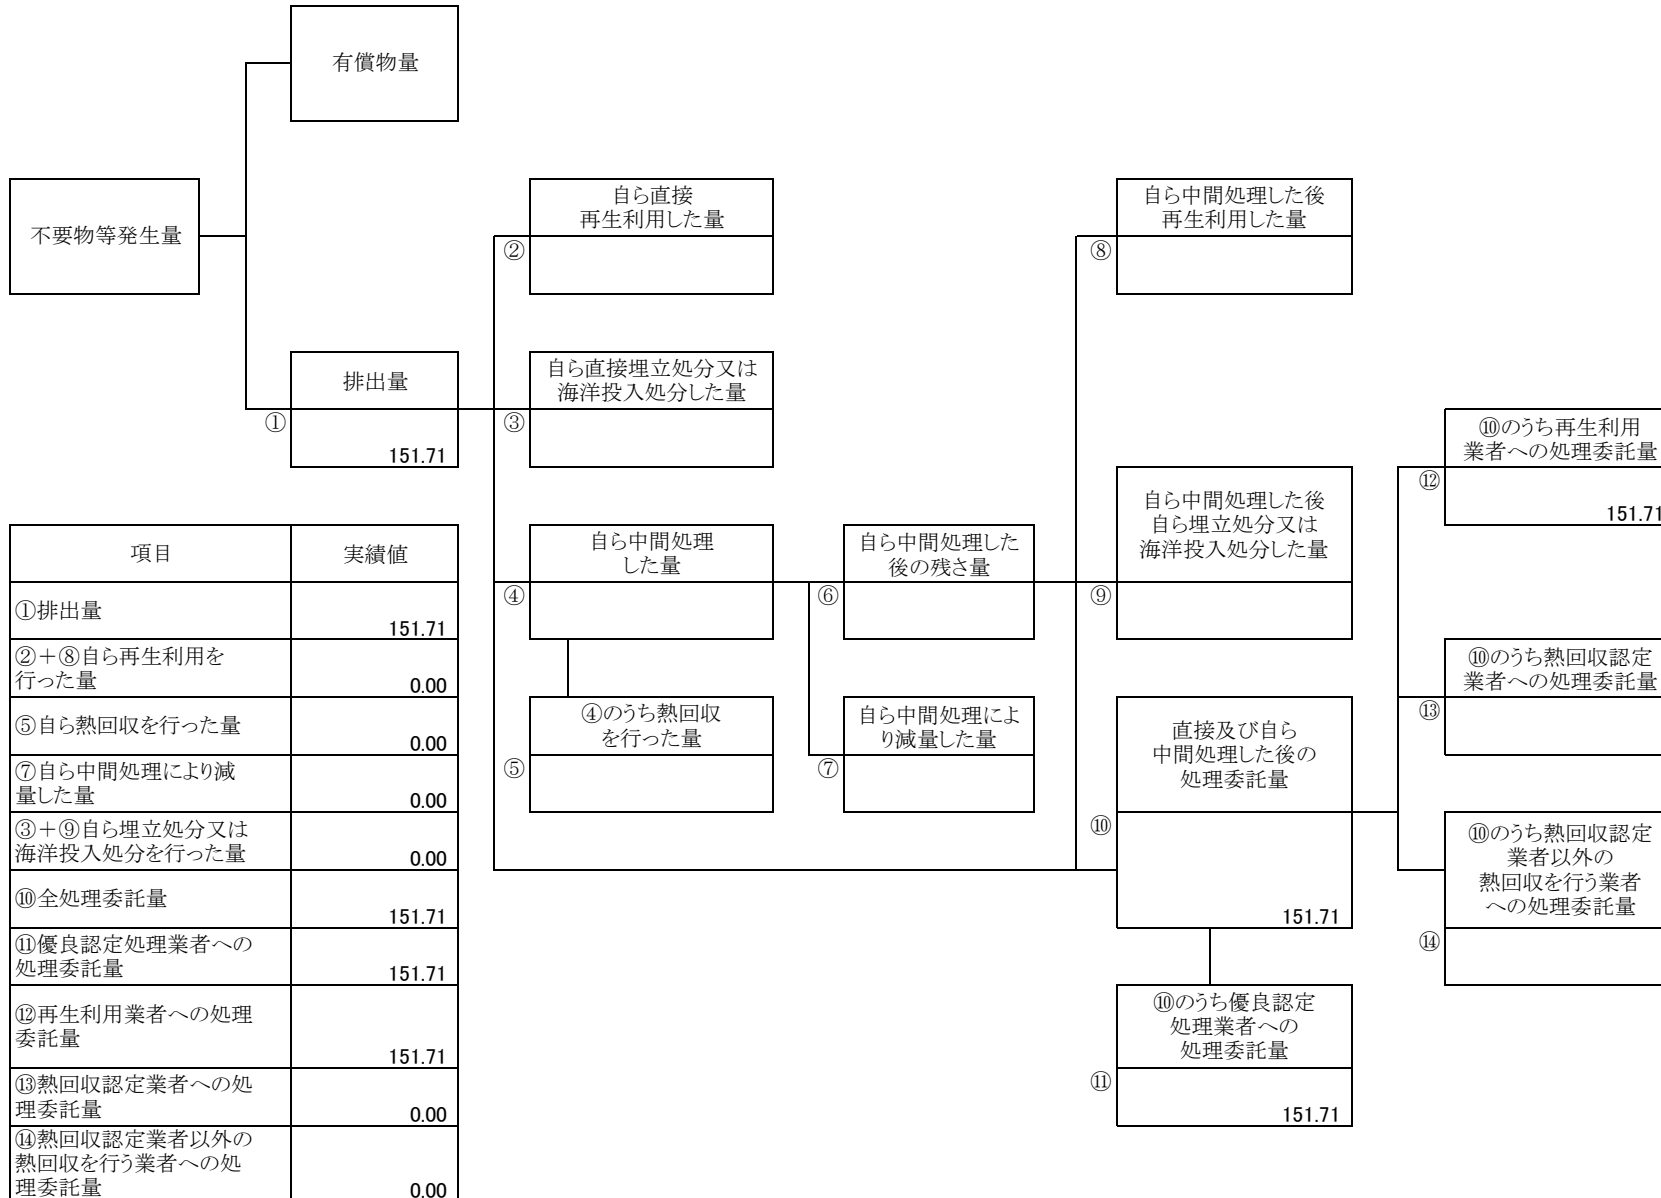 有償物量
不要物等発生量
自ら直接
再生利用した量
②
自ら中間処理した後
再生利用した量
⑧
排出量
①
151.71
自ら直接埋立処分又は
海洋投入処分した量
③
⑩のうち再生利用
業者への処理委託量
⑫
151.71
自ら中間処理
した量
④
自ら中間処理した
後の残さ量
⑥
自ら中間処理した後
自ら埋立処分又は
海洋投入処分した量
⑨
④のうち熱回収
を行った量
⑤
自ら中間処理によ
り減量した量
⑦
直接及び自ら
中間処理した後の
処理委託量
⑩
151.71
⑩のうち熱回収認定
業者への処理委託量
⑬
⑩のうち熱回収認定
業者以外の
熱回収を行う業者
への処理委託量
⑭
⑩のうち優良認定
処理業者への
処理委託量
⑪
151.71
項目 実績値
①排出量
151.71
②＋⑧自ら再生利用を
行った量
0.00
⑤自ら熱回収を行った量
0.00
⑦自ら中間処理により減
量した量
0.00
③＋⑨自ら埋立処分又は
海洋投入処分を行った量
0.00
⑩全処理委託量
151.71
⑪優良認定処理業者への
処理委託量
151.71
⑫再生利用業者への処理
委託量
151.71
⑬熱回収認定業者への処
理委託量
0.00
⑭熱回収認定業者以外の
熱回収を行う業者への処
理委託量
0.00